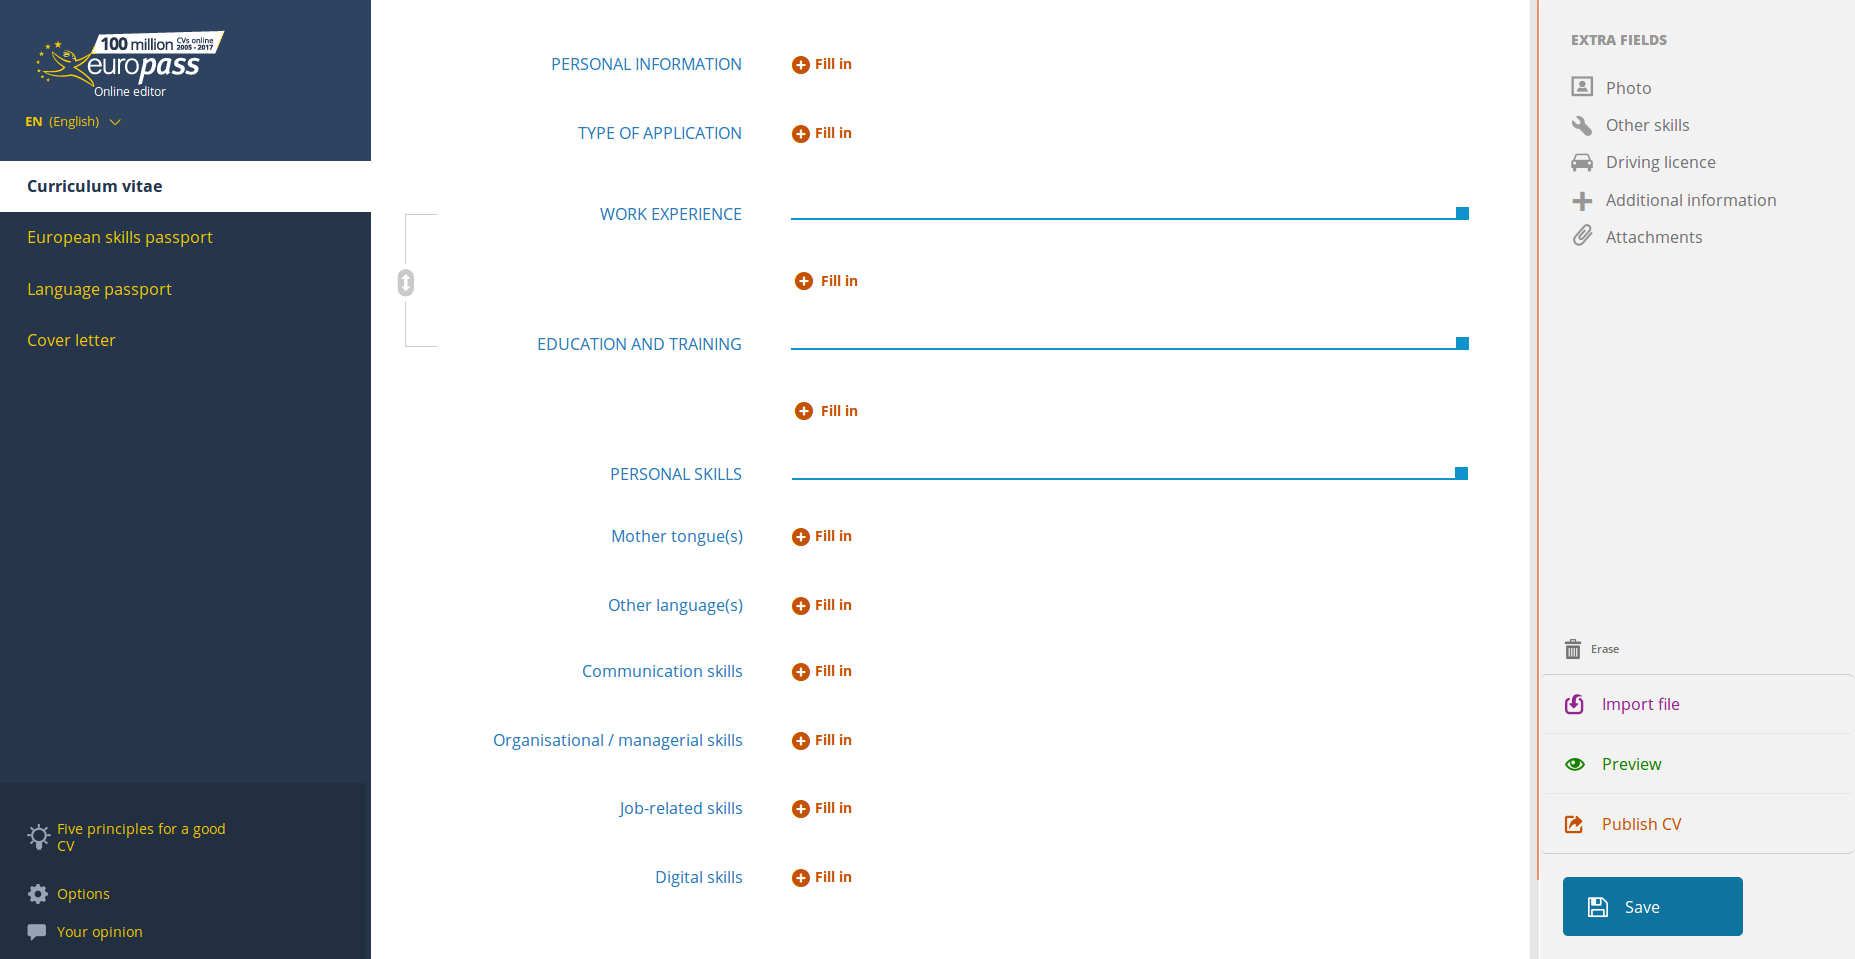 100 million CVs online
2005 - 2017
europass
Online editor
EN (English)
Curriculum vitae
European skills passport
Language passport
Cover letter
Five principles for a good
CV
Options
Your opinion
PERSONAL INFORMATION Fill in
TYPE OF APPLICATION Fill in
WORK EXPERIENCE
Fill in
EDUCATION AND TRAINING
Fill in
PERSONAL SKILLS
Mother tongue(s) Fill in
Other language(s) Fill in
Communication skills Fill in
Organisational / managerial skills Fill in
Job-related skills Fill in
Digital skills Fill in
EXTRA FIELDS
Photo
Other skills
Driving licence
Additional information
Attachments
Erase
Import file
Preview
Publish CV
Save